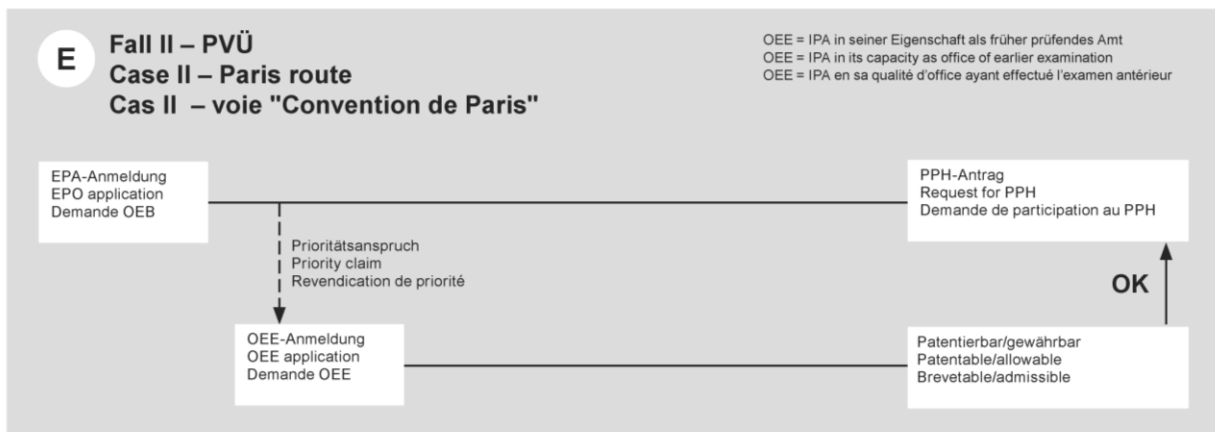 E
Fall II – PVÜ
Case II – Paris route
Cas II – voie "Convention de Paris"
OEE = IPA in seiner Eigenschaft als früher prüfendes Amt
OEE = IPA in its capacity as office of earlier examination
OEE = IPA en sa qualité d'office ayant effectué l'examen antérieur
EPA-Anmeldung
EPO application
Demande OEB
PPH-Antrag
Request for PPH
Demande de participation au PPH
Prioritätsanspruch
Priority claim
Revendication de priorité
OK
OEE-Anmeldung
OEE application
Demande OEE
Patentierbar/gewährbar
Patentable/allowable
Brevetable/admissible